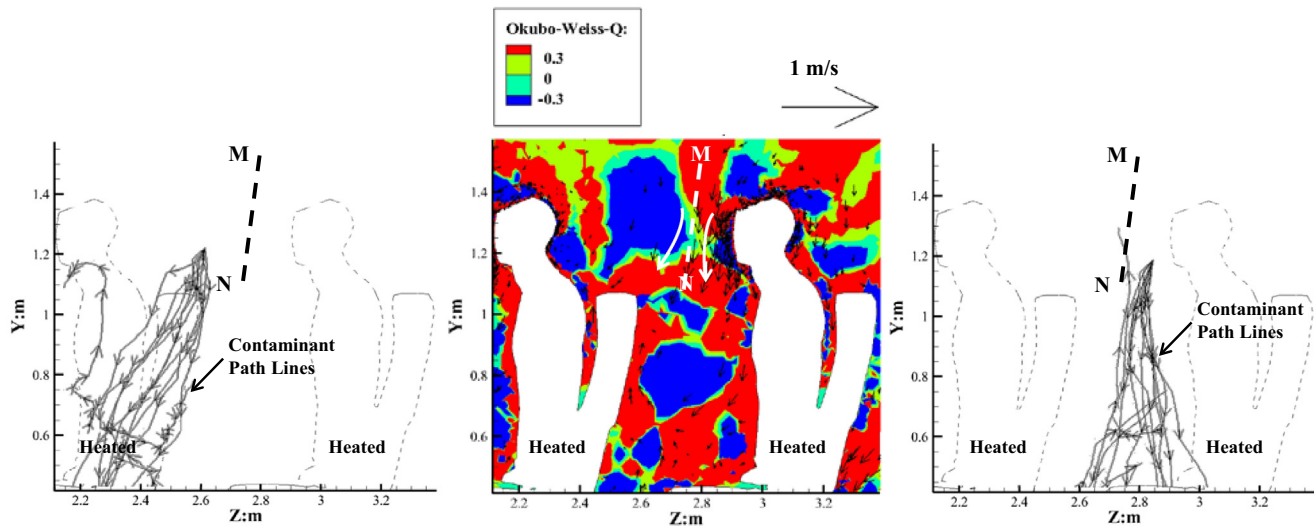 Okubo-Weiss-Q:
0.3
0
-0.3
1 m/s
M
N
Contaminant
Path Lines
Heated
Heated
Y:m
1.4
1.2
1
0.8
0.6
2.2
2.4
2.6
2.8
3
3.2
Z:m
M
N
Heated
Heated
Y:m
1.4
1.2
1
0.8
0.6
2.2
2.4
2.6
2.8
3
3.2
Z:m
M
N
Contaminant
Path Lines
Heated
Heated
Y:m
1.4
1.2
1
0.8
0.6
2.2
2.4
2.6
2.8
3
3.2
Z:m